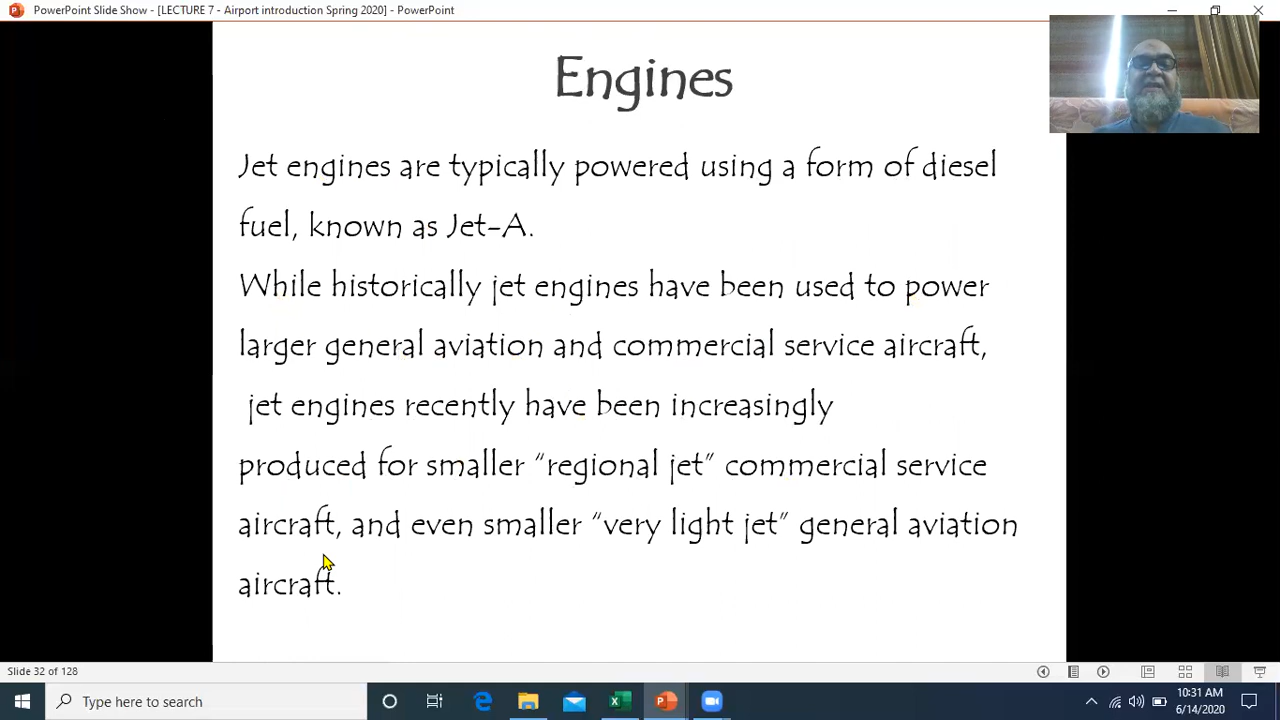 PowerPoint Slide Show - [LECTURE 7 - Airport introduction Spring 2020] - PowerPoint
Engines
Jet engines are typically powered using a form of diesel
fuel, known as Jet-A.
While historically jet engines have been used to power
larger general aviation and commercial service aircraft,
jet engines recently have been increasingly
produced for smaller “regional jet” commercial service
aircraft, and even smaller “very light jet” general aviation
aircraft.
Slide 32 of 128
Type here to search
10:31 AM
6/14/2020